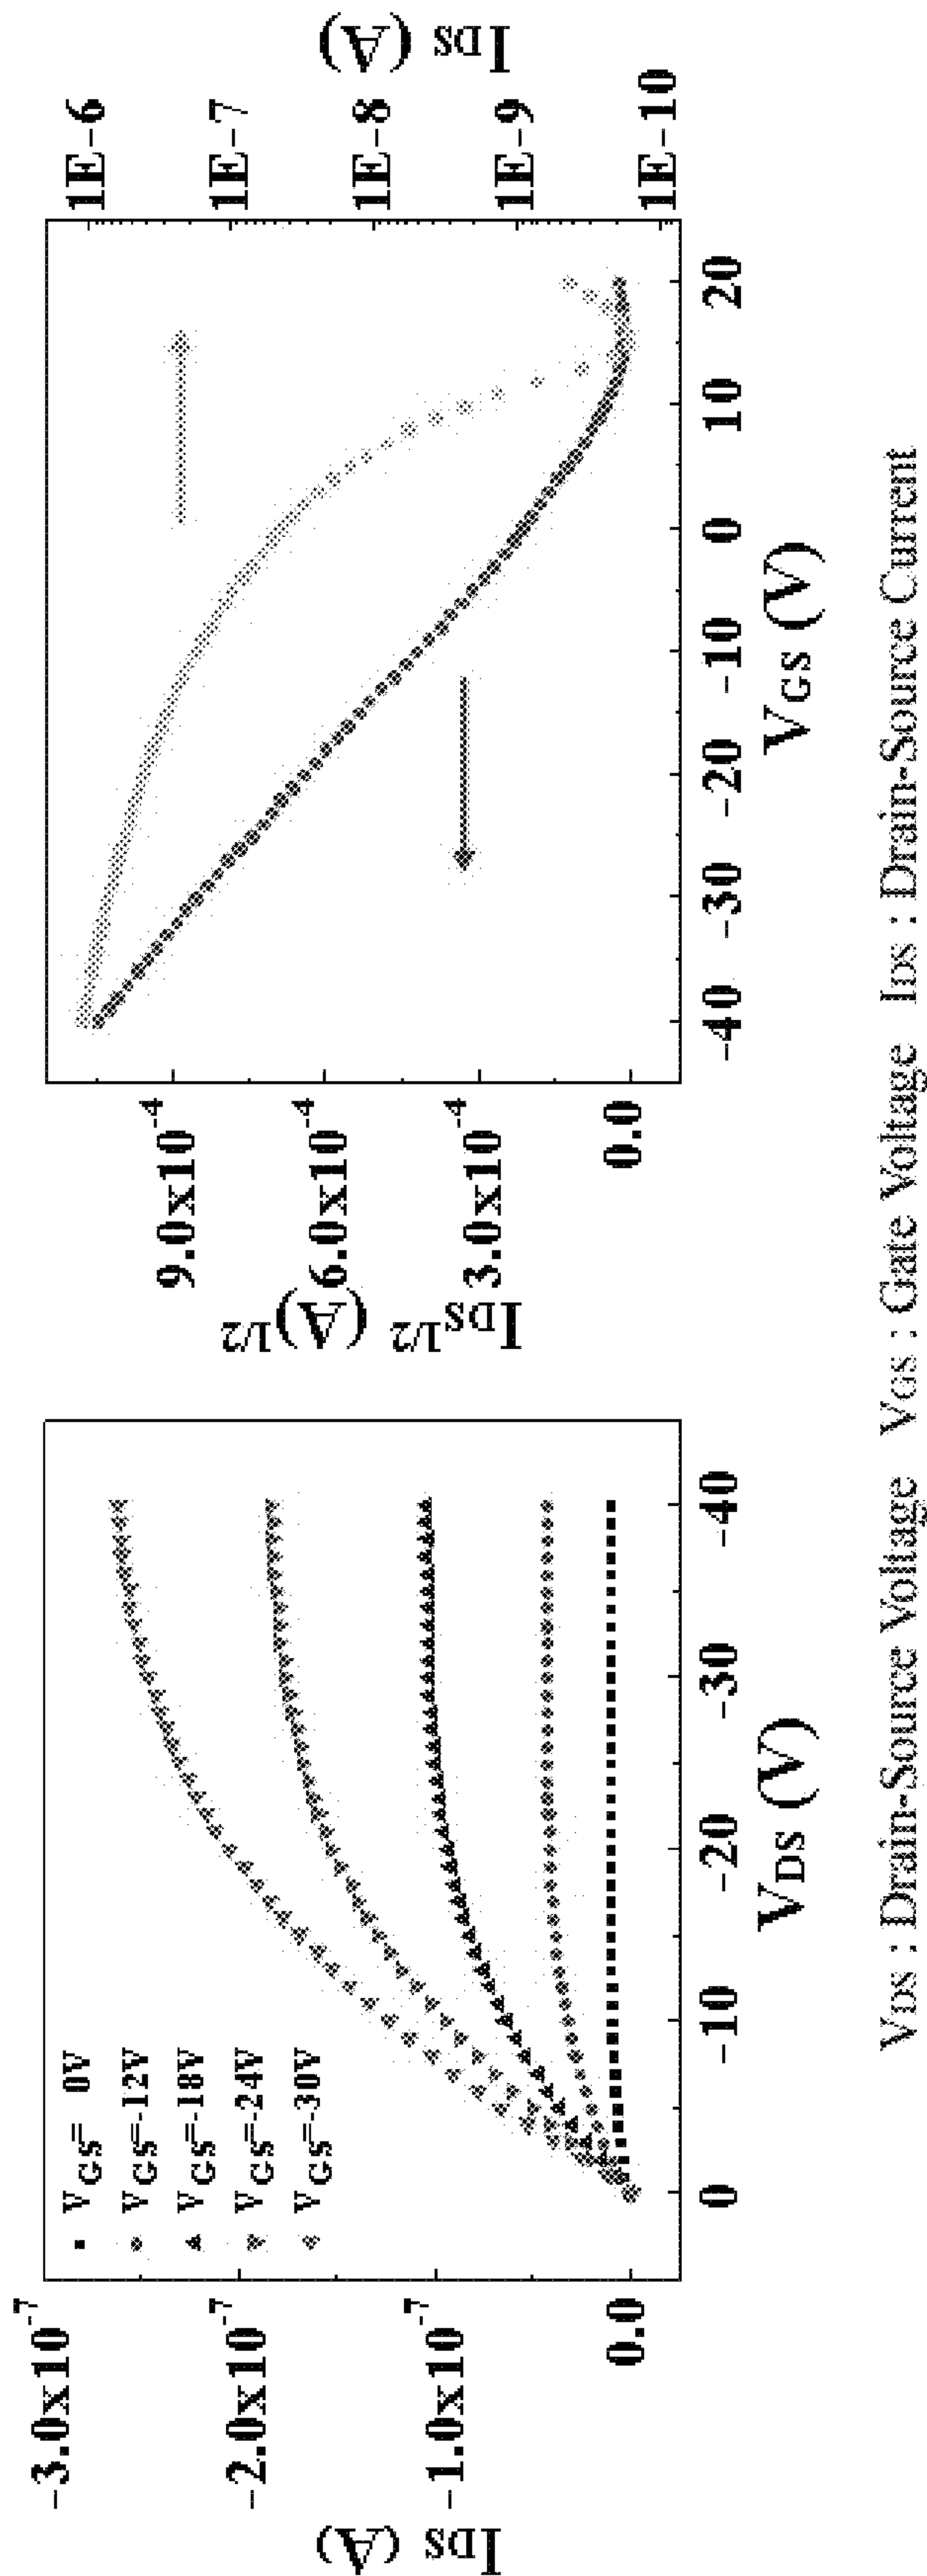 IDS (A)
-3.0x10-7
-2.0x10-7
-1.0x10-7
0.0
VGS= 0V
VGS=-12V
VGS=-18V
VGS=-24V
VGS=-30V
0 -10 -20 -30 -40
VDS (V)
IDS1/2 (A)1/2
9.0x10-4
6.0x10-4
3.0x10-4
0.0
-40 -30 -20 -10 0 10 20
VGS (V)
1E-6
1E-7
1E-8
1E-9
1E-10
IDS (A)
VDS : Drain-Source Voltage VGS : Gate Voltage IDS : Drain-Source Current